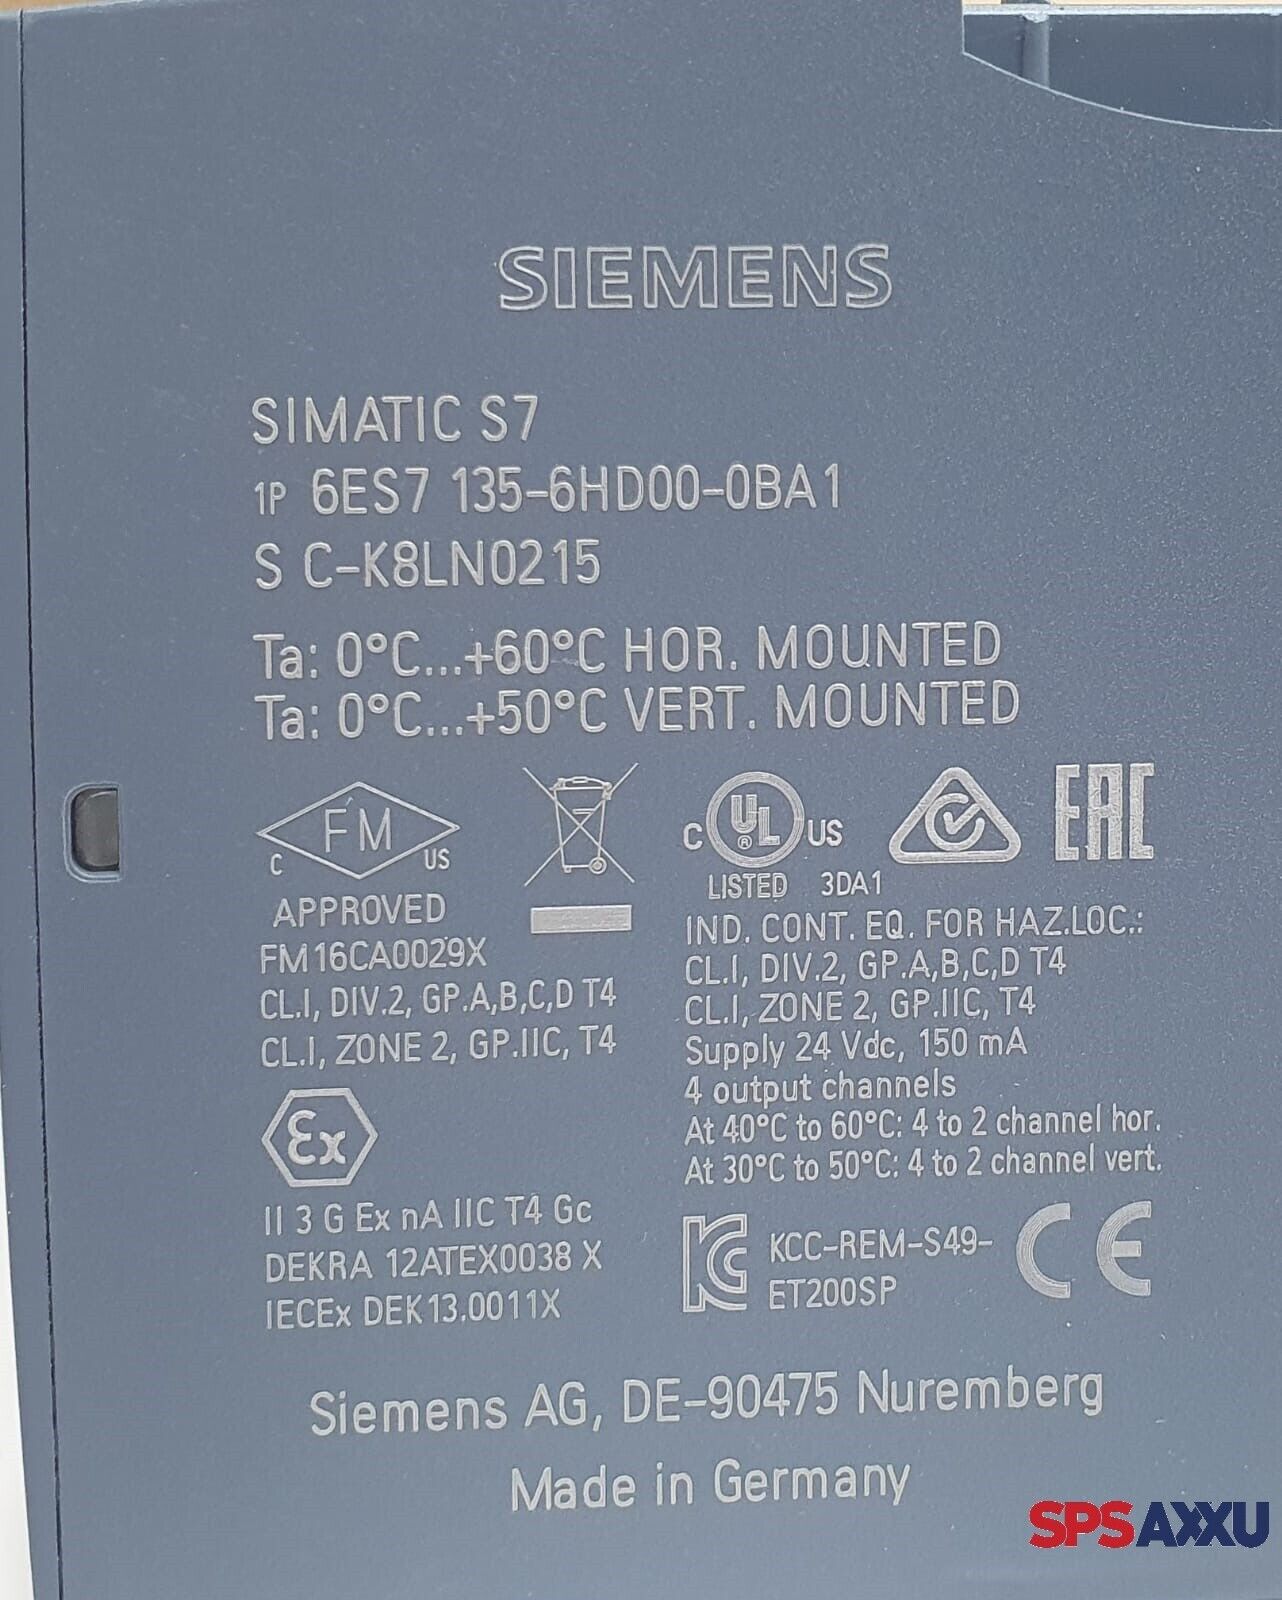 SIEMENS
SIMATIC S7
1P 6ES7 135-6HD00-0BA1
S C-K8LN0215
Ta: 0°C...+60°C HOR. MOUNTED
Ta: 0°C...+50°C VERT. MOUNTED
C FM US
APPROVED
FM16CA0029X
CL.I, DIV.2, GP.A,B,C,D T4
CL.I, ZONE 2, GP.IIC, T4
Ex
II 3 G Ex nA IIC T4 Gc
DEKRA 12ATEX0038 X
IECEx DEK13.0011X
C UL ® US
LISTED 3DA1
EAC
IND. CONT. EQ. FOR HAZ.LOC.:
CL.I, DIV.2, GP.A,B,C,D T4
CL.I, ZONE 2, GP.IIC, T4
Supply 24 Vdc, 150 mA
4 output channels
At 40°C to 60°C: 4 to 2 channel hor.
At 30°C to 50°C: 4 to 2 channel vert.
KCC-REM-S49-
ET200SP
CE
Siemens AG, DE-90475 Nuremberg
Made in Germany
SPSAXXU